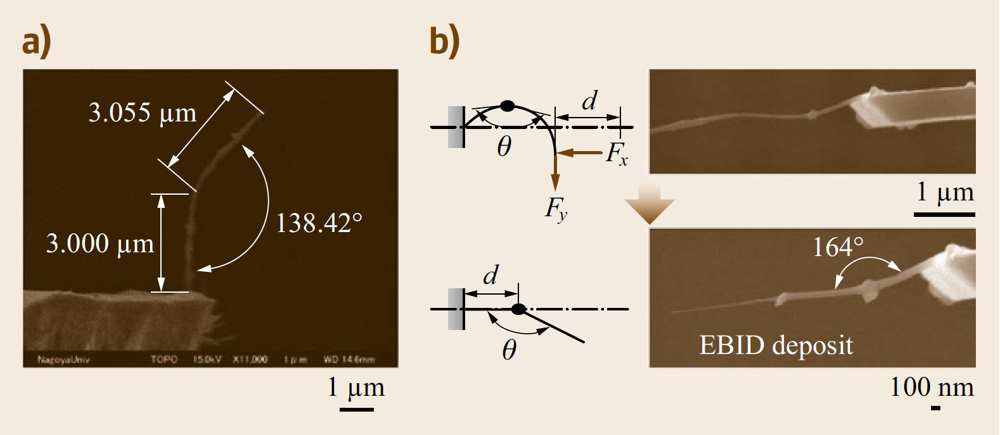 a)
3.055 µm
138.42°
3.000 µm
NagoyaUniv TOPO 15.0kV X11,000 1µm WD 14.6mm
1 µm
b)
d
θ
Fx
Fy
1 µm
d
θ
164°
EBID deposit
100 nm